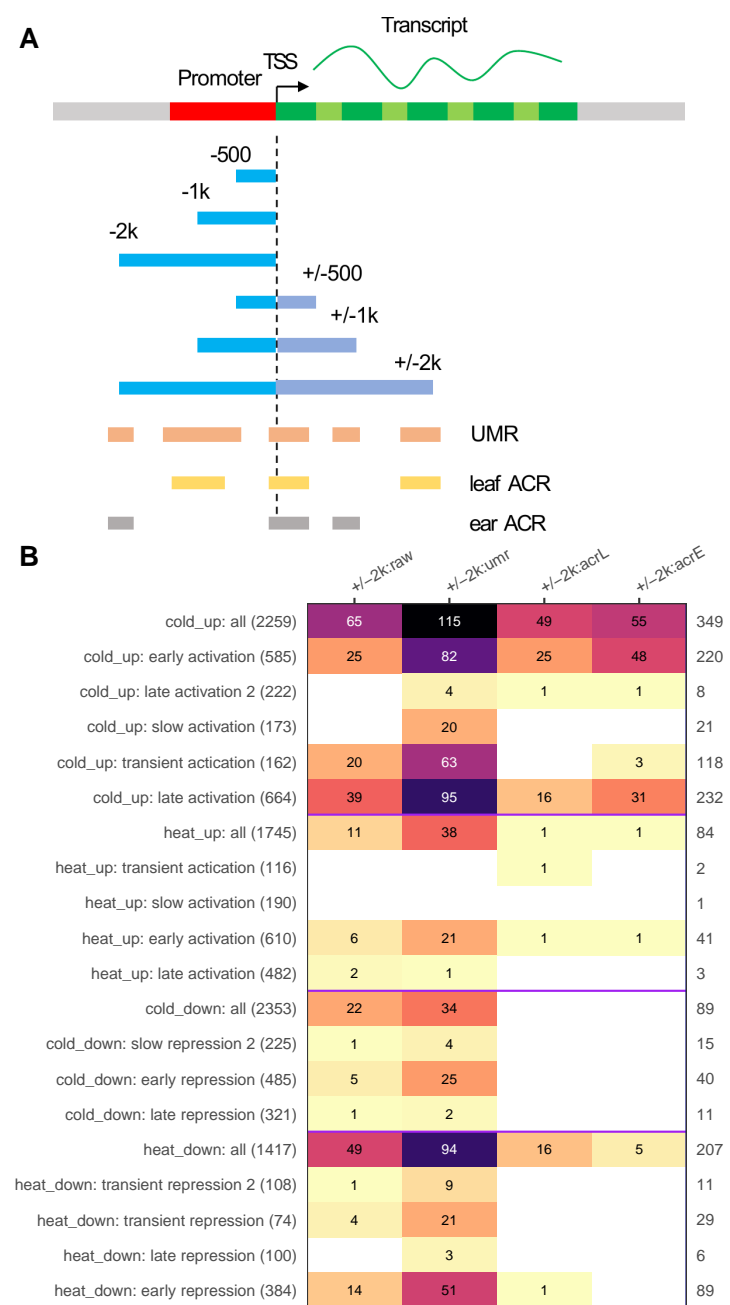 A
Transcript
TSS
Promoter
-500
-1k
-2k
+/-500
+/-1k
+/-2k
UMR
leaf ACR
ear ACR
B
+/−2k:raw +/−2k:umr +/−2k:acrL +/−2k:acrE
cold_up: all (2259) 65 115 49 55 349
cold_up: early activation (585) 25 82 25 48 220
cold_up: late activation 2 (222) 4 1 1 8
cold_up: slow activation (173) 20 21
cold_up: transient actication (162) 20 63 3 118
cold_up: late activation (664) 39 95 16 31 232
heat_up: all (1745) 11 38 1 1 84
heat_up: transient actication (116) 1 2
heat_up: slow activation (190) 1
heat_up: early activation (610) 6 21 1 1 41
heat_up: late activation (482) 2 1 3
cold_down: all (2353) 22 34 89
cold_down: slow repression 2 (225) 1 4 15
cold_down: early repression (485) 5 25 40
cold_down: late repression (321) 1 2 11
heat_down: all (1417) 49 94 16 5 207
heat_down: transient repression 2 (108) 1 9 11
heat_down: transient repression (74) 4 21 29
heat_down: late repression (100) 3 6
heat_down: early repression (384) 14 51 1 89